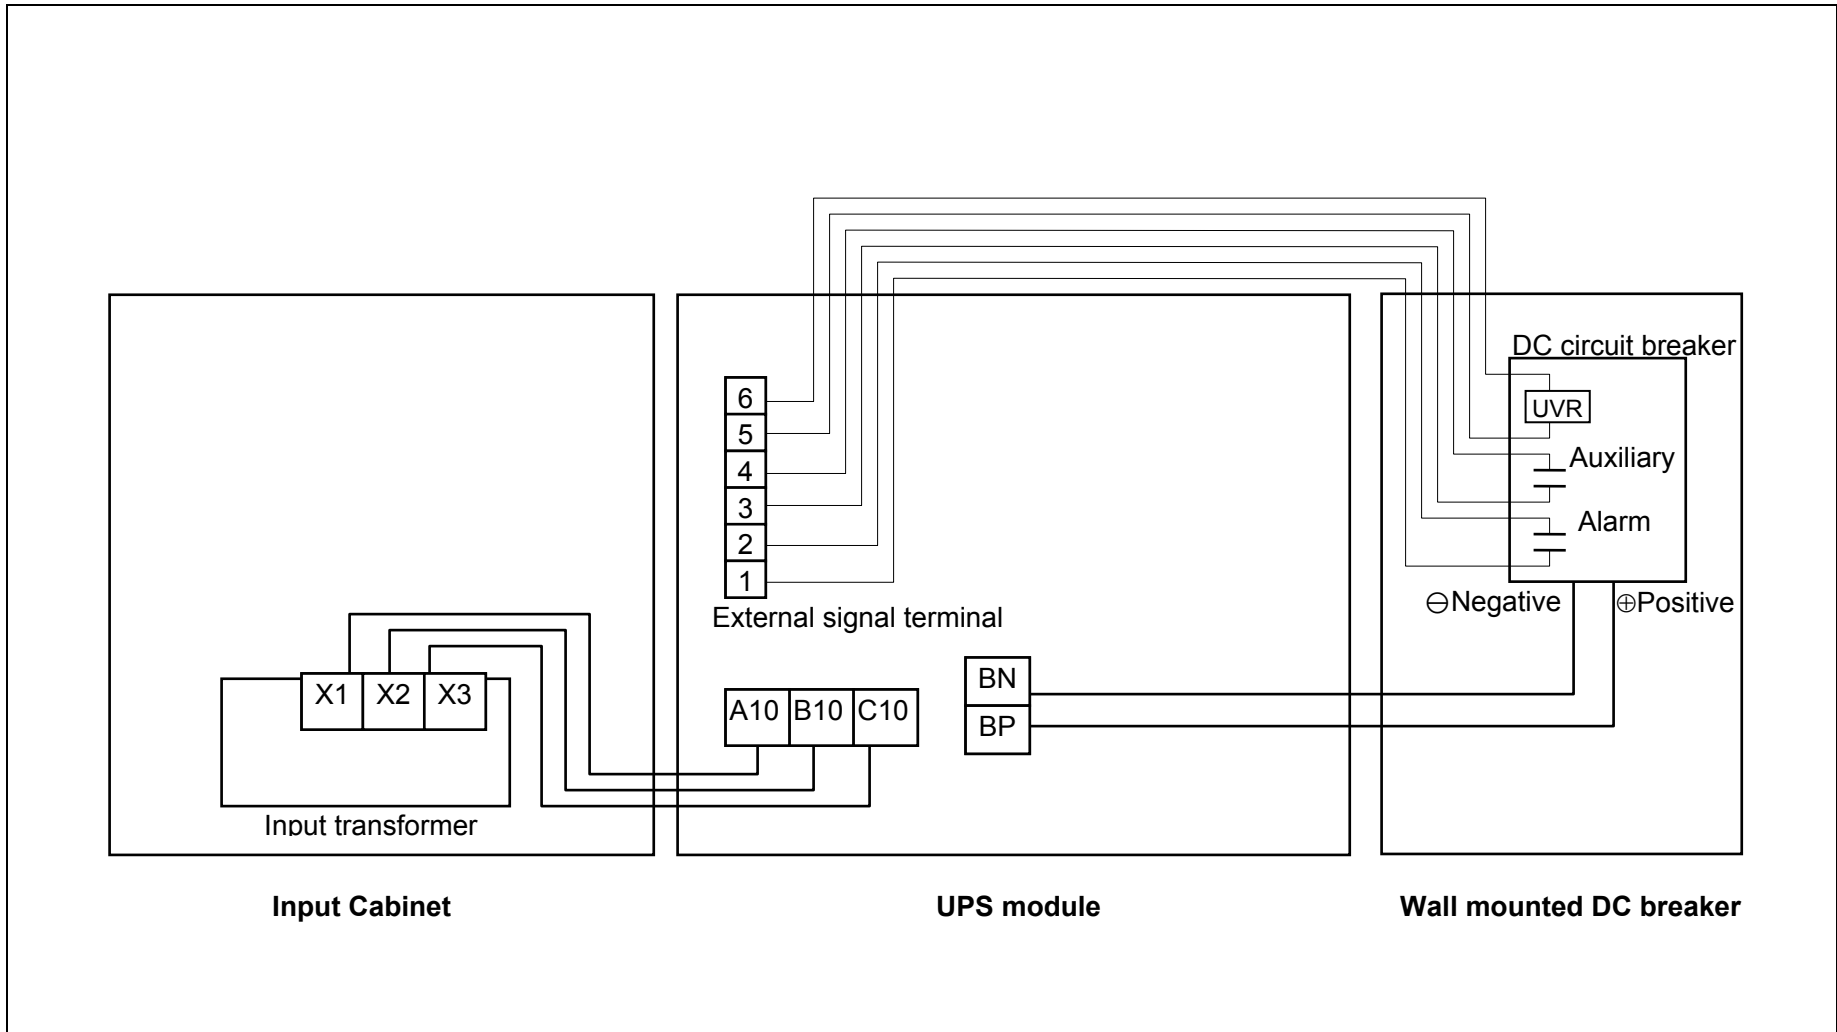 DC circuit breaker
UVR
Auxiliary
Alarm
⊖Negative
⊕Positive
6
5
4
3
2
1
External signal terminal
X1 X2 X3
Input transformer
A10 B10 C10
BN
BP
Input Cabinet
UPS module
Wall mounted DC breaker